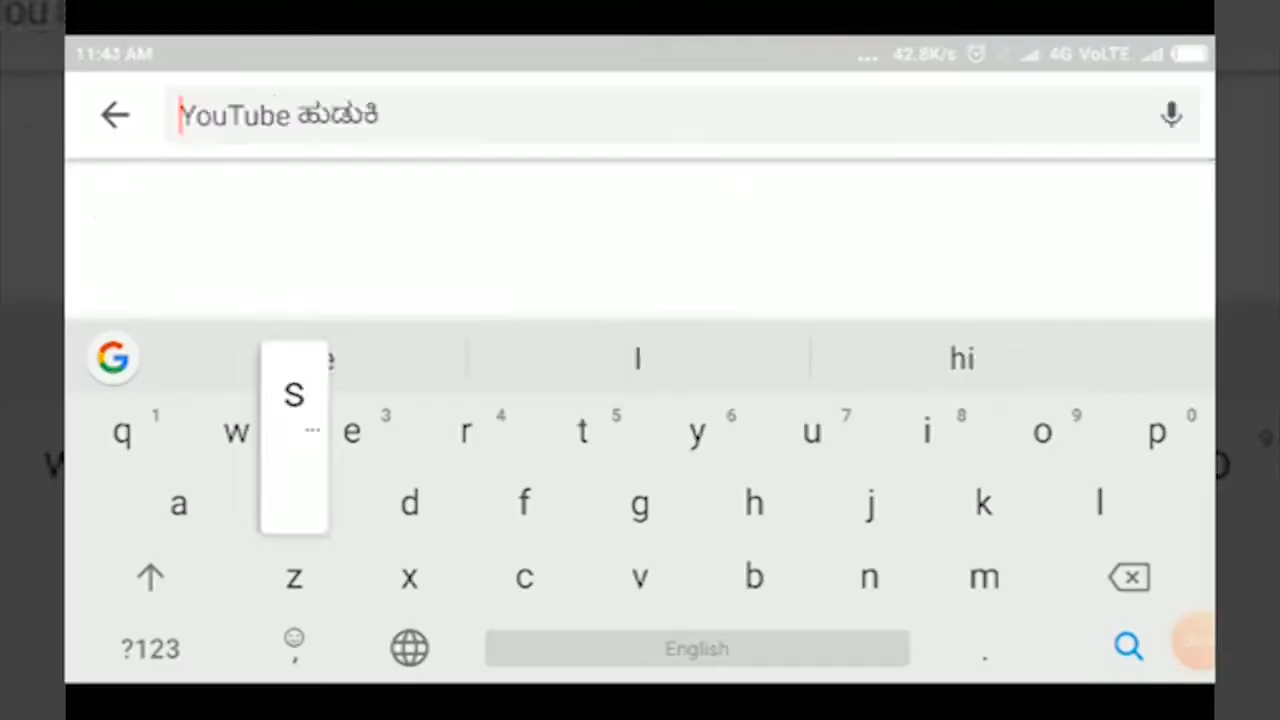 11:43 AM ... 42.8K/s 4G VoLTE
YouTube ಹುಡುಕಿ
I hi
q 1 w e 3 r 4 t 5 y 6 u 7 i 8 o 9 p 0
S
a d f g h j k l
z x c v b n m
?123 , English .